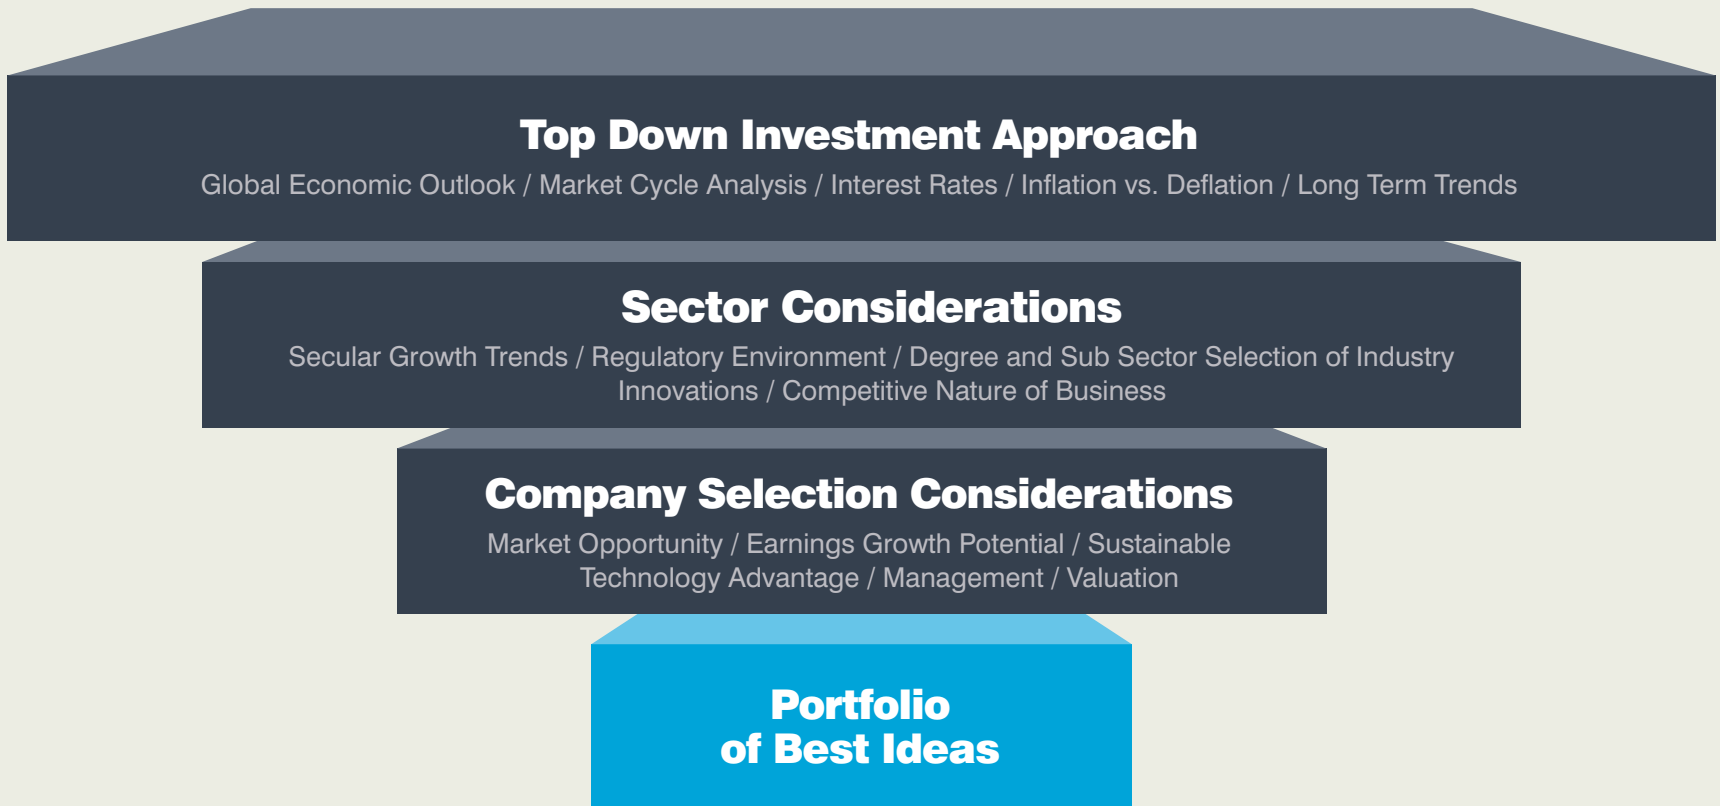 Top Down Investment Approach
Global Economic Outlook / Market Cycle Analysis / Interest Rates / Inflation vs. Deflation / Long Term Trends
Sector Considerations
Secular Growth Trends / Regulatory Environment / Degree and Sub Sector Selection of Industry
Innovations / Competitive Nature of Business
Company Selection Considerations
Market Opportunity / Earnings Growth Potential / Sustainable
Technology Advantage / Management / Valuation
Portfolio
of Best Ideas